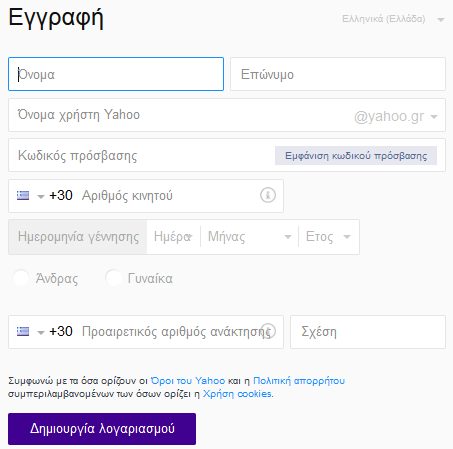 Εγγραφή
Ελληνικά (Ελλάδα)
Όνομα Επώνυμο
Όνομα χρήστη Yahoo @yahoo.gr
Κωδικός πρόσβασης Εμφάνιση κωδικού πρόσβασης
+30 Αριθμός κινητού
Ημερομηνία γέννησης Ημέρα Μήνας Ετος
Άνδρας Γυναίκα
+30 Προαιρετικός αριθμός ανάκτησης Σχέση
Συμφωνώ με τα όσα ορίζουν οι Όροι του Yahoo και η Πολιτική απορρήτου
συμπεριλαμβανομένων των όσων ορίζει η Χρήση cookies.
Δημιουργία λογαριασμού